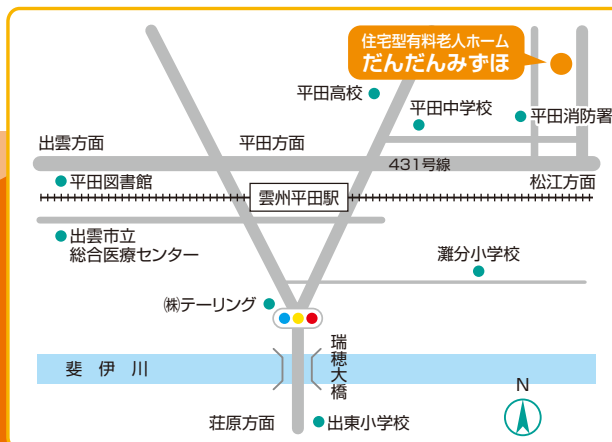 住宅型有料老人ホーム
だんだんみずほ
平田高校
平田中学校
平田消防署
出雲方面
平田方面
431号線
松江方面
平田図書館
雲州平田駅
出雲市立
総合医療センター
灘分小学校
㈱テーリング
瑞穂大橋
斐伊川
N
荘原方面
出東小学校